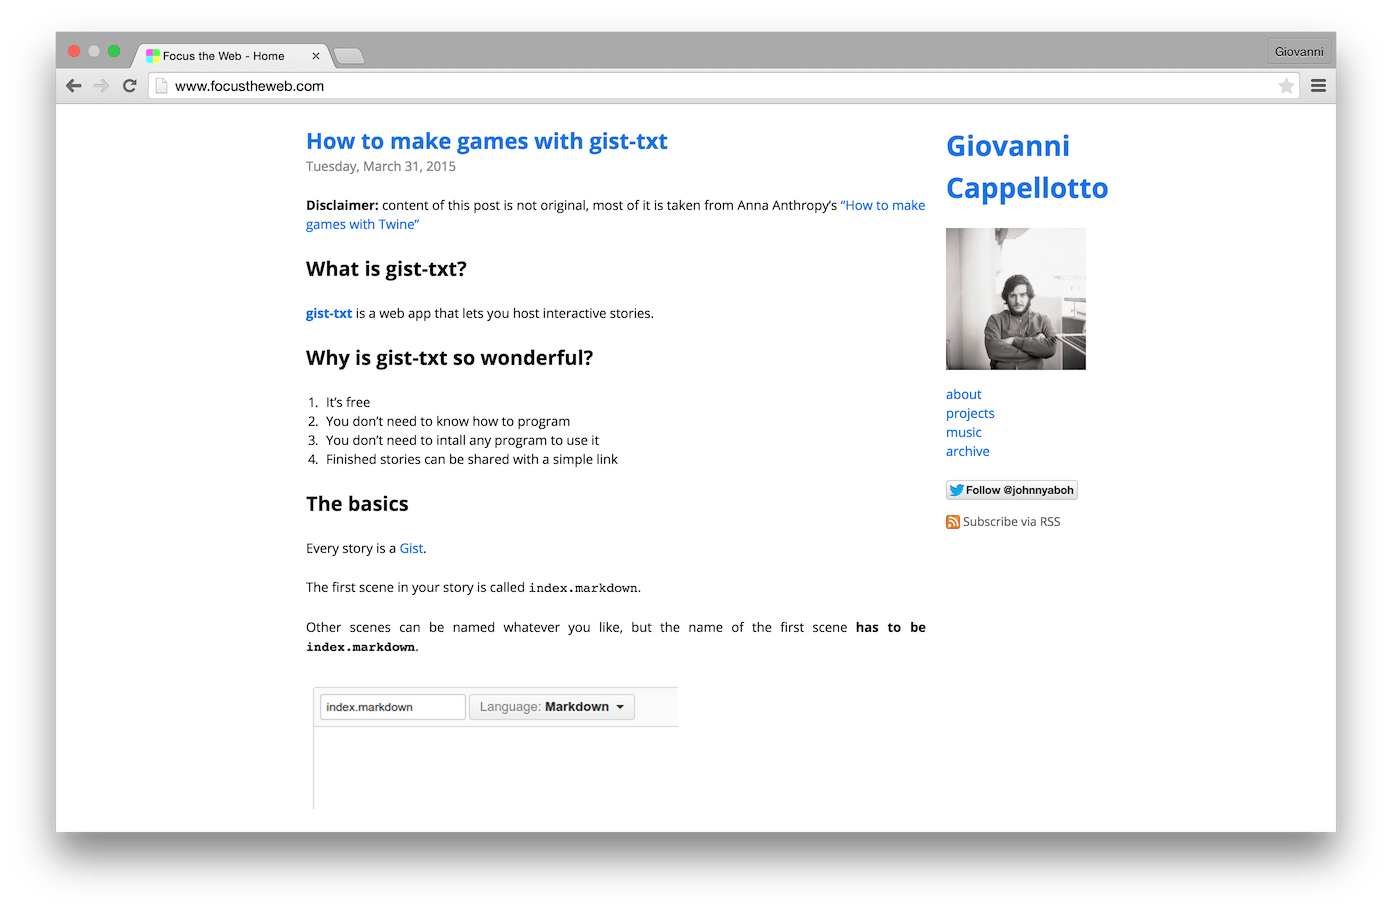 Focus the Web - Home
Giovanni
www.focustheweb.com
How to make games with gist-txt
Tuesday, March 31, 2015
Disclaimer: content of this post is not original, most of it is taken from Anna Anthropy's “How to make
games with Twine”
What is gist-txt?
gist-txt is a web app that lets you host interactive stories.
Why is gist-txt so wonderful?
1. It's free
2. You don't need to know how to program
3. You don't need to intall any program to use it
4. Finished stories can be shared with a simple link
The basics
Every story is a Gist.
The first scene in your story is called index.markdown.
Other scenes can be named whatever you like, but the name of the first scene has to be
index.markdown.
index.markdown
Language: Markdown
Giovanni
Cappellotto
about
projects
music
archive
Follow @johnnyaboh
Subscribe via RSS